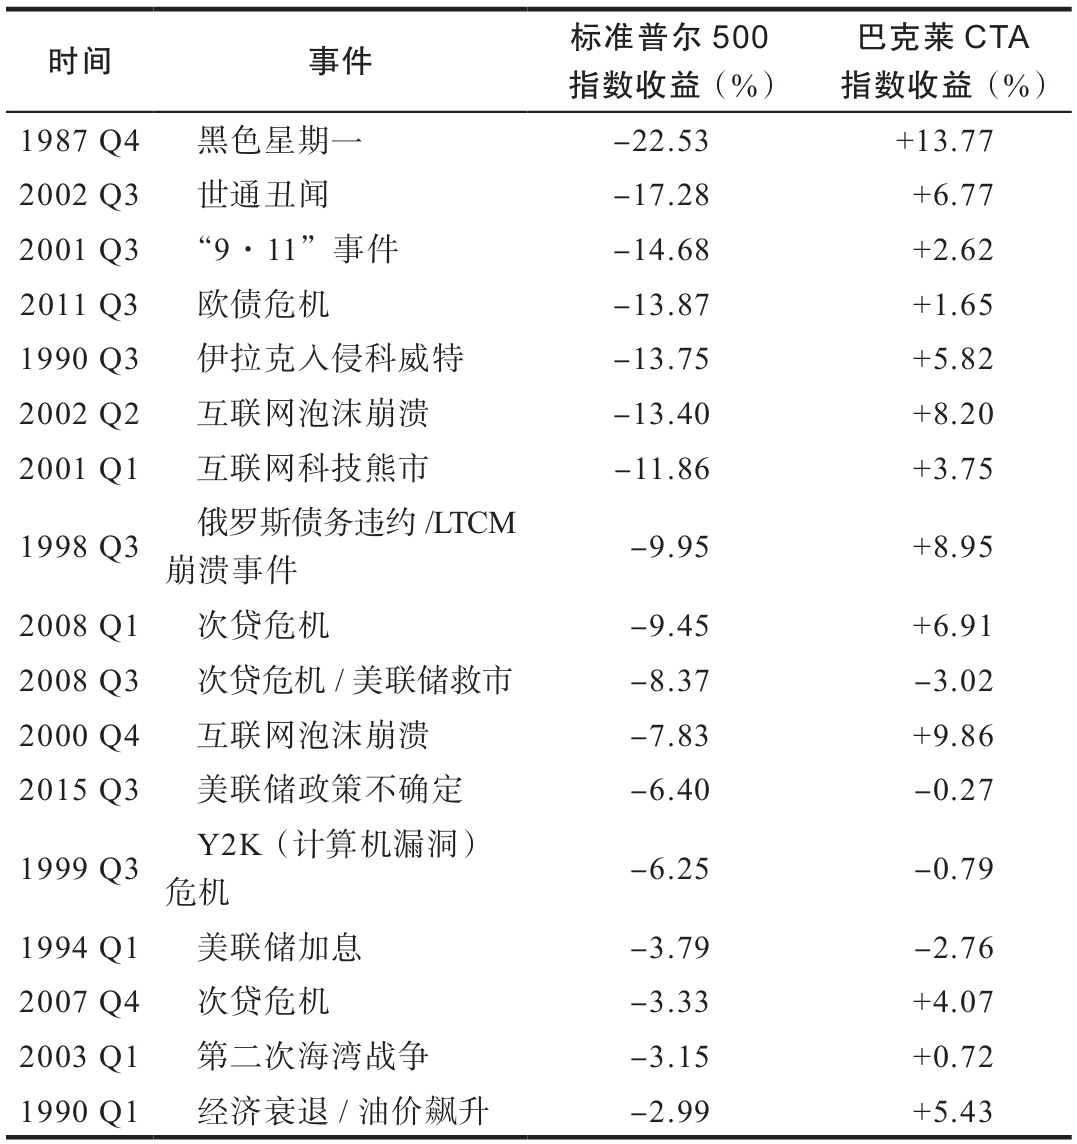 时间 事件 标准普尔 500 指数收益（%） 巴克莱 CTA 指数收益（%）
1987 Q4 黑色星期一 –22.53 +13.77
2002 Q3 世通丑闻 –17.28 +6.77
2001 Q3 “9·11”事件 –14.68 +2.62
2011 Q3 欧债危机 –13.87 +1.65
1990 Q3 伊拉克入侵科威特 –13.75 +5.82
2002 Q2 互联网泡沫崩溃 –13.40 +8.20
2001 Q1 互联网科技熊市 –11.86 +3.75
1998 Q3 俄罗斯债务违约 /LTCM 崩溃事件 –9.95 +8.95
2008 Q1 次贷危机 –9.45 +6.91
2008 Q3 次贷危机 / 美联储救市 –8.37 –3.02
2000 Q4 互联网泡沫崩溃 –7.83 +9.86
2015 Q3 美联储政策不确定 –6.40 –0.27
1999 Q3 Y2K（计算机漏洞）危机 –6.25 –0.79
1994 Q1 美联储加息 –3.79 –2.76
2007 Q4 次贷危机 –3.33 +4.07
2003 Q1 第二次海湾战争 –3.15 +0.72
1990 Q1 经济衰退 / 油价飙升 –2.99 +5.43